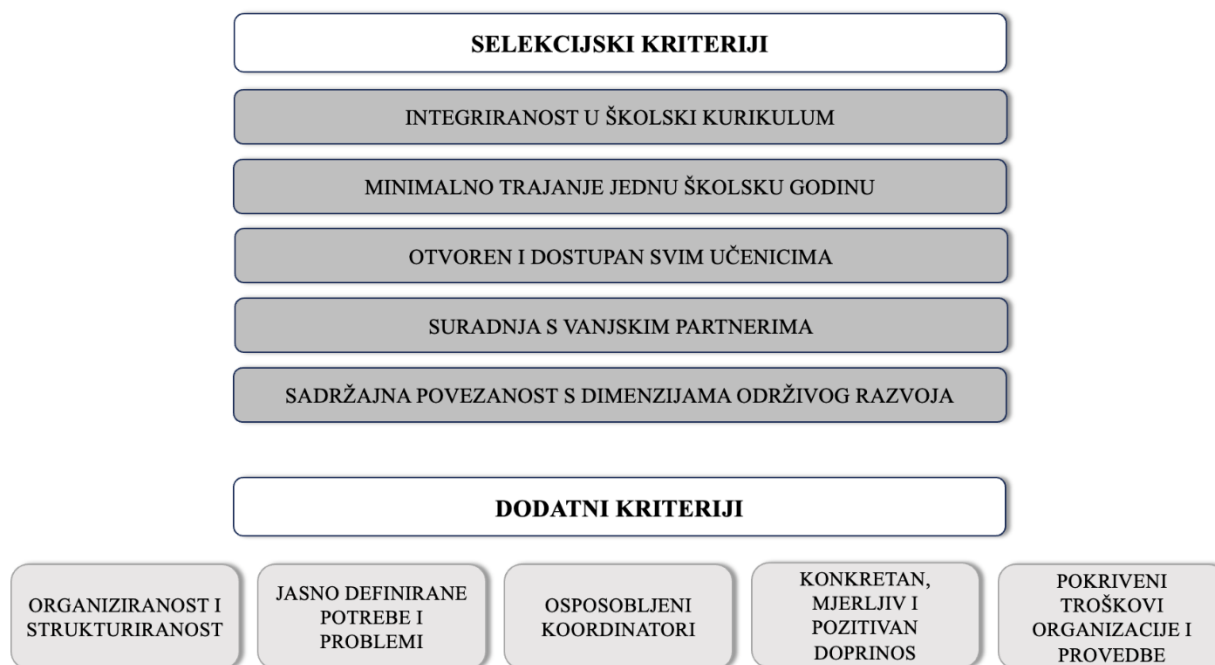 SELEKCIJSKI KRITERIJI
INTEGRIRANOST U ŠKOLSKI KURIKULUM
MINIMALNO TRAJANJE JEDNU ŠKOLSKU GODINU
OTVOREN I DOSTUPAN SVIM UČENICIMA
SURADNJA S VANJSKIM PARTNERIMA
SADRŽAJNA POVEZANOST S DIMENZIJAMA ODRŽIVOG RAZVOJA
DODATNI KRITERIJI
ORGANIZIRANOST I
STRUKTURIRANOST
JASNO DEFINIRANE
POTREBE I
PROBLEMI
OSPOSOBLJENI
KOORDINATORI
KONKRETAN,
MJERLJIV I
POZITIVAN
DOPRINOS
POKRIVENI
TROŠKOVI
ORGANIZACIJE I
PROVEDBE